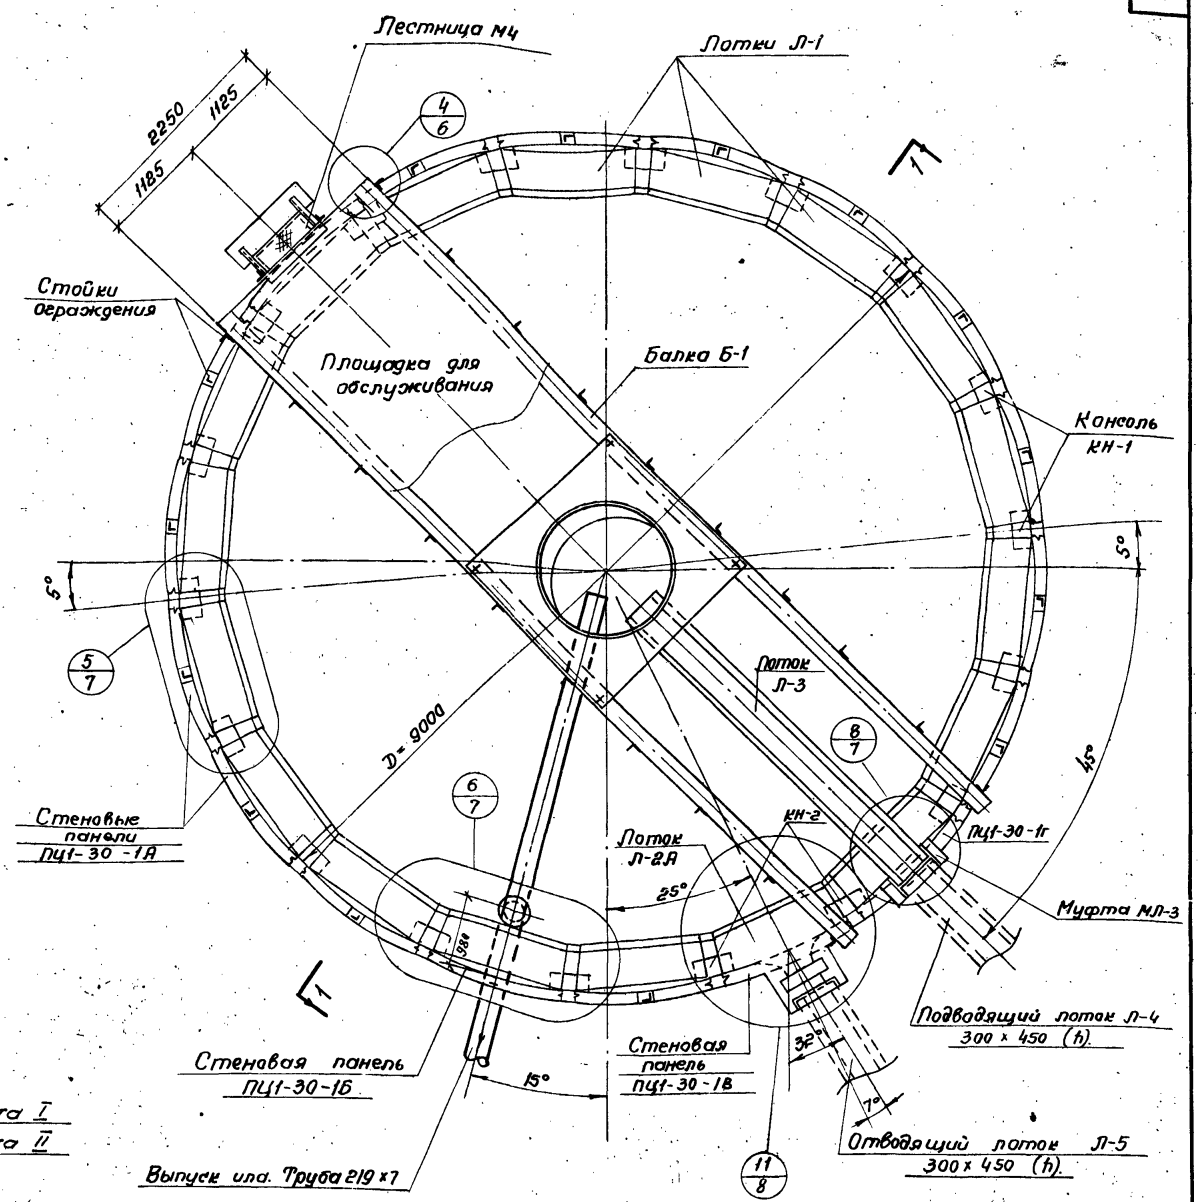 Лестница М4
Лотки Л-1
2250
1125
1185
4
6
1
Стойки
ограждения
Площадка для
обслуживания
Балка Б-1
Консоль
КН-1
5°
5°
5
7
Лоток
Л-3
8
7
D= 9000
45°
6
7
Стеновые
панели
ПЦ1-30-1А
КН-2
Лоток
Л-2А
ПЦ1-30-1г
25°
Муфта МЛ-3
980
1
Подводящий лоток Л-4
300 х 450 (h).
Стеновая панель
ПЦ1-30-1Б
Стеновая
панель
ПЦ1-30-1В
32°
15°
7°
та I
та II
Отводящий лоток Л-5
300 х 450 (h).
11
8
Выпуск ила. Труба 219 х 7